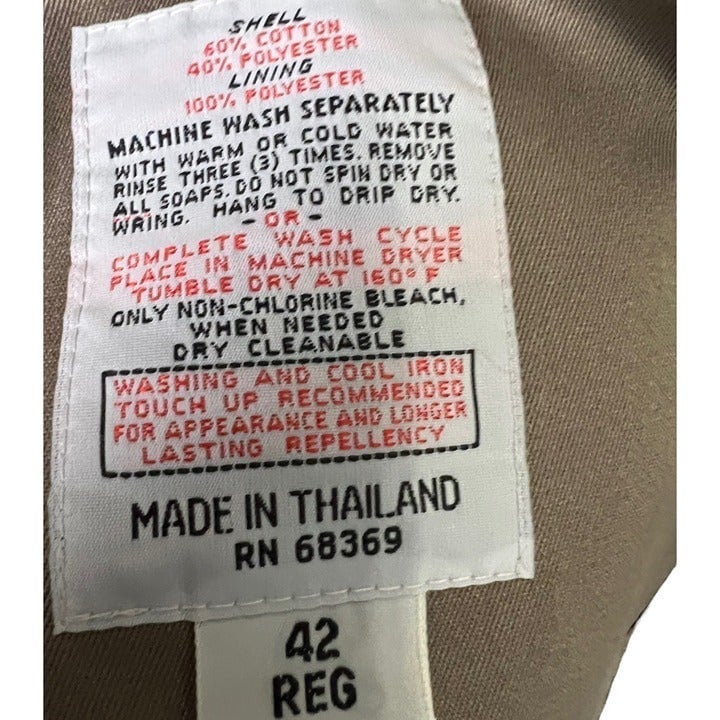 SHELL
60% COTTON
40% POLYESTER
LINING
100% POLYESTER
MACHINE WASH SEPARATELY
WITH WARM OR COLD WATER
RINSE THREE (3) TIMES. REMOVE
ALL SOAPS. DO NOT SPIN DRY OR
WRING. HANG TO DRIP DRY.
- OR -
COMPLETE WASH CYCLE
PLACE IN MACHINE DRYER
TUMBLE DRY AT 160° F
ONLY NON-CHLORINE BLEACH,
WHEN NEEDED
DRY CLEANABLE
WASHING AND COOL IRON
TOUCH UP RECOMMENDED
FOR APPEARANCE AND LONGER
LASTING REPELLENCY
MADE IN THAILAND
RN 68369
42
REG